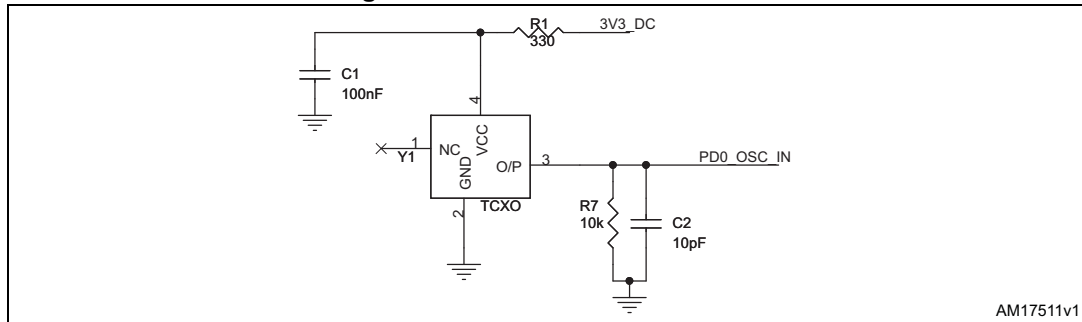 R1
330
3V3_DC
C1
100nF
4
VCC
1
NC
Y1
GND
O/P
3
PD0_OSC_IN
TCXO
2
R7
10k
C2
10pF
AM17511v1